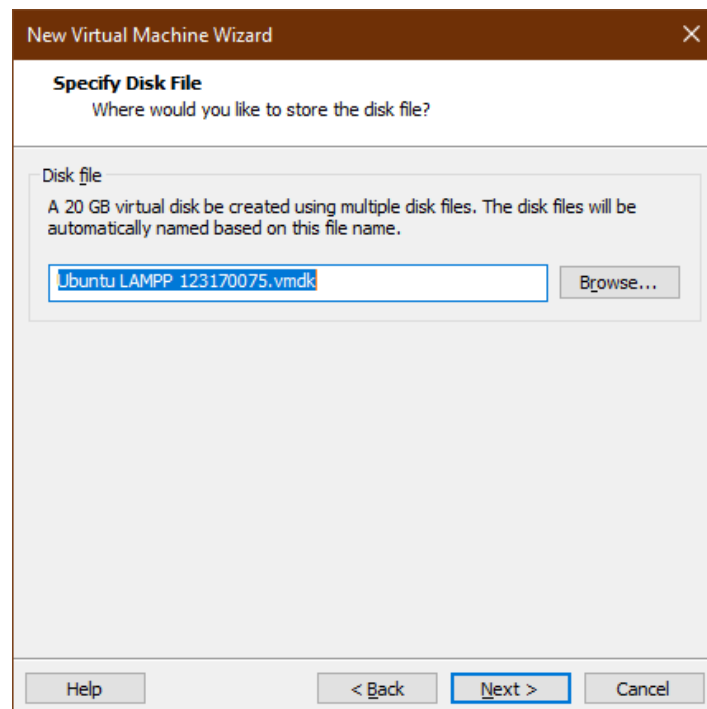 New Virtual Machine Wizard
Specify Disk File
Where would you like to store the disk file?
Disk file
A 20 GB virtual disk be created using multiple disk files. The disk files will be
automatically named based on this file name.
Ubuntu LAMPP 123170075.vmdk
Browse...
Help
< Back
Next >
Cancel